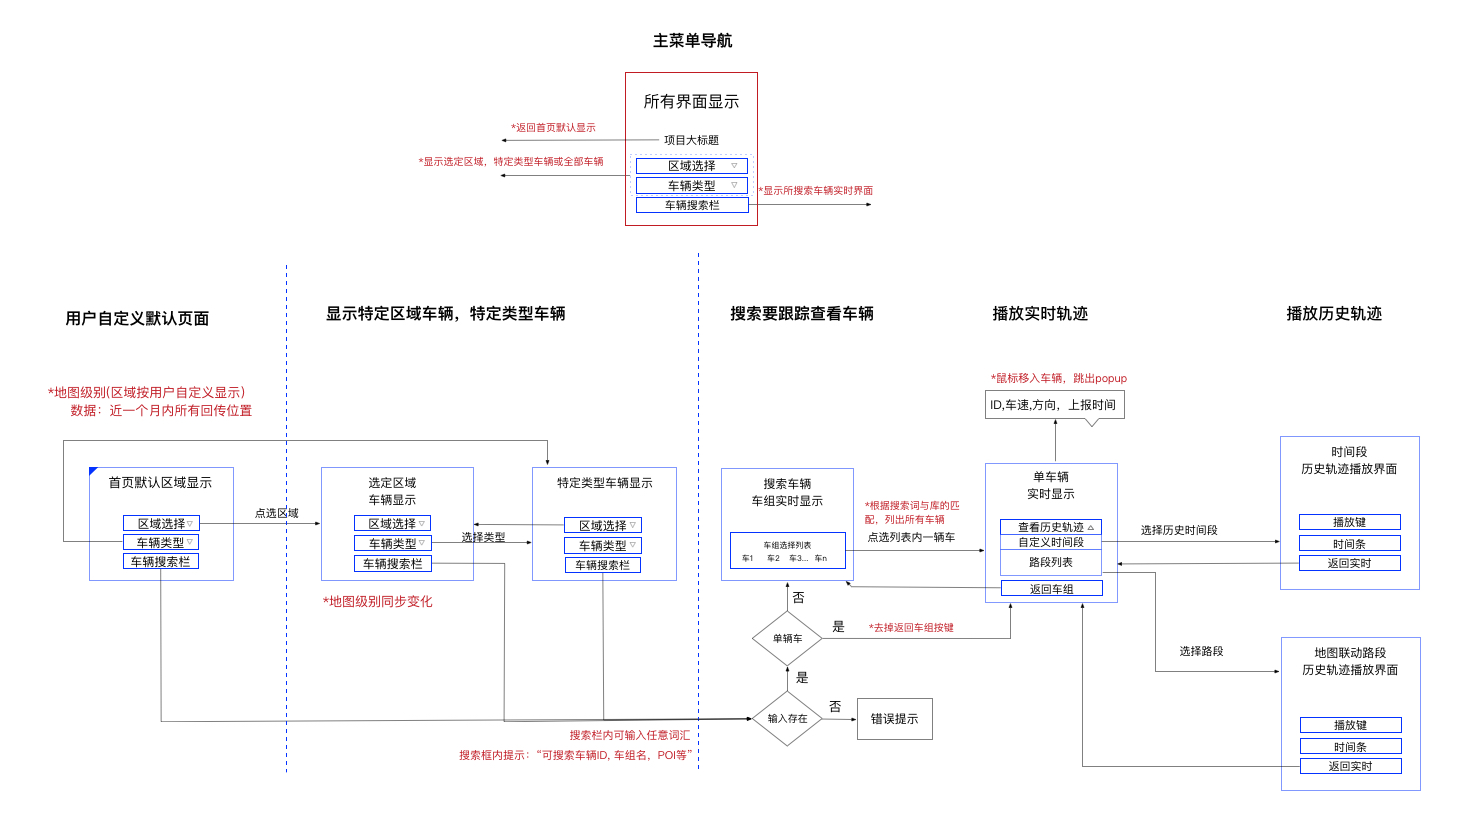 主菜单导航
所有界面显示
*返回首页默认显示
项目大标题
*显示选定区域，特定类型车辆或全部车辆
区域选择
车辆类型
*显示所搜索车辆实时界面
车辆搜索栏
用户自定义默认页面
显示特定区域车辆，特定类型车辆
搜索要跟踪查看车辆
播放实时轨迹
播放历史轨迹
*地图级别(区域按用户自定义显示)
数据：近一个月内所有回传位置
首页默认区域显示
区域选择
车辆类型
车辆搜索栏
点选区域
选定区域
车辆显示
区域选择
车辆类型
车辆搜索栏
选择类型
*地图级别同步变化
特定类型车辆显示
区域选择
车辆类型
车辆搜索栏
搜索车辆
车组实时显示
车组选择列表
车1 车2 车3... 车n
*根据搜索词与库的匹
配，列出所有车辆
点选列表内一辆车
否
单辆车
是
*去掉返回车组按键
是
输入存在
否
错误提示
搜索栏内可输入任意词汇
搜索框内提示：“可搜索车辆ID, 车组名，POI等”
*鼠标移入车辆，跳出popup
ID,车速,方向，上报时间
单车辆
实时显示
查看历史轨迹
自定义时间段
路段列表
返回车组
选择历史时间段
选择路段
时间段
历史轨迹播放界面
播放键
时间条
返回实时
地图联动路段
历史轨迹播放界面
播放键
时间条
返回实时